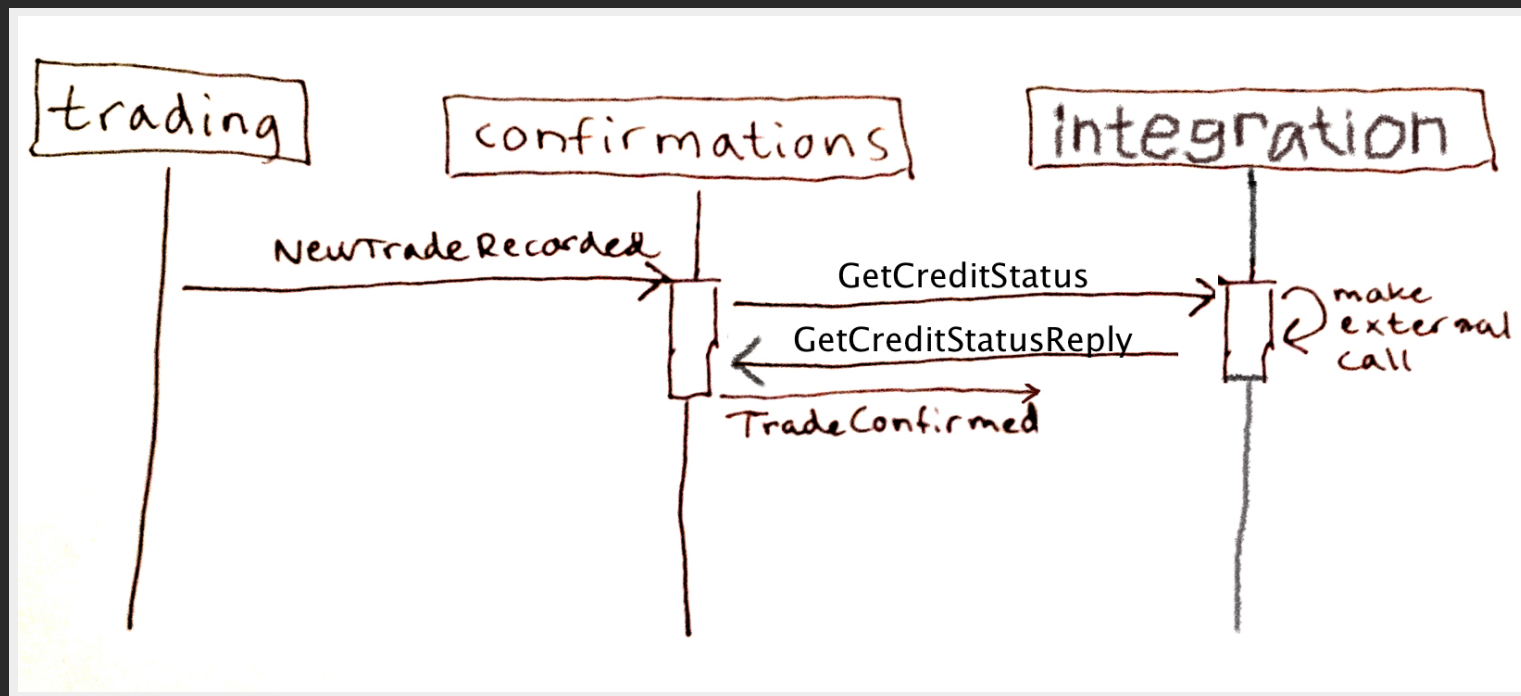 trading
confirmations
integration
NewTradeRecorded
GetCreditStatus
make
external
call
GetCreditStatusReply
TradeConfirmed